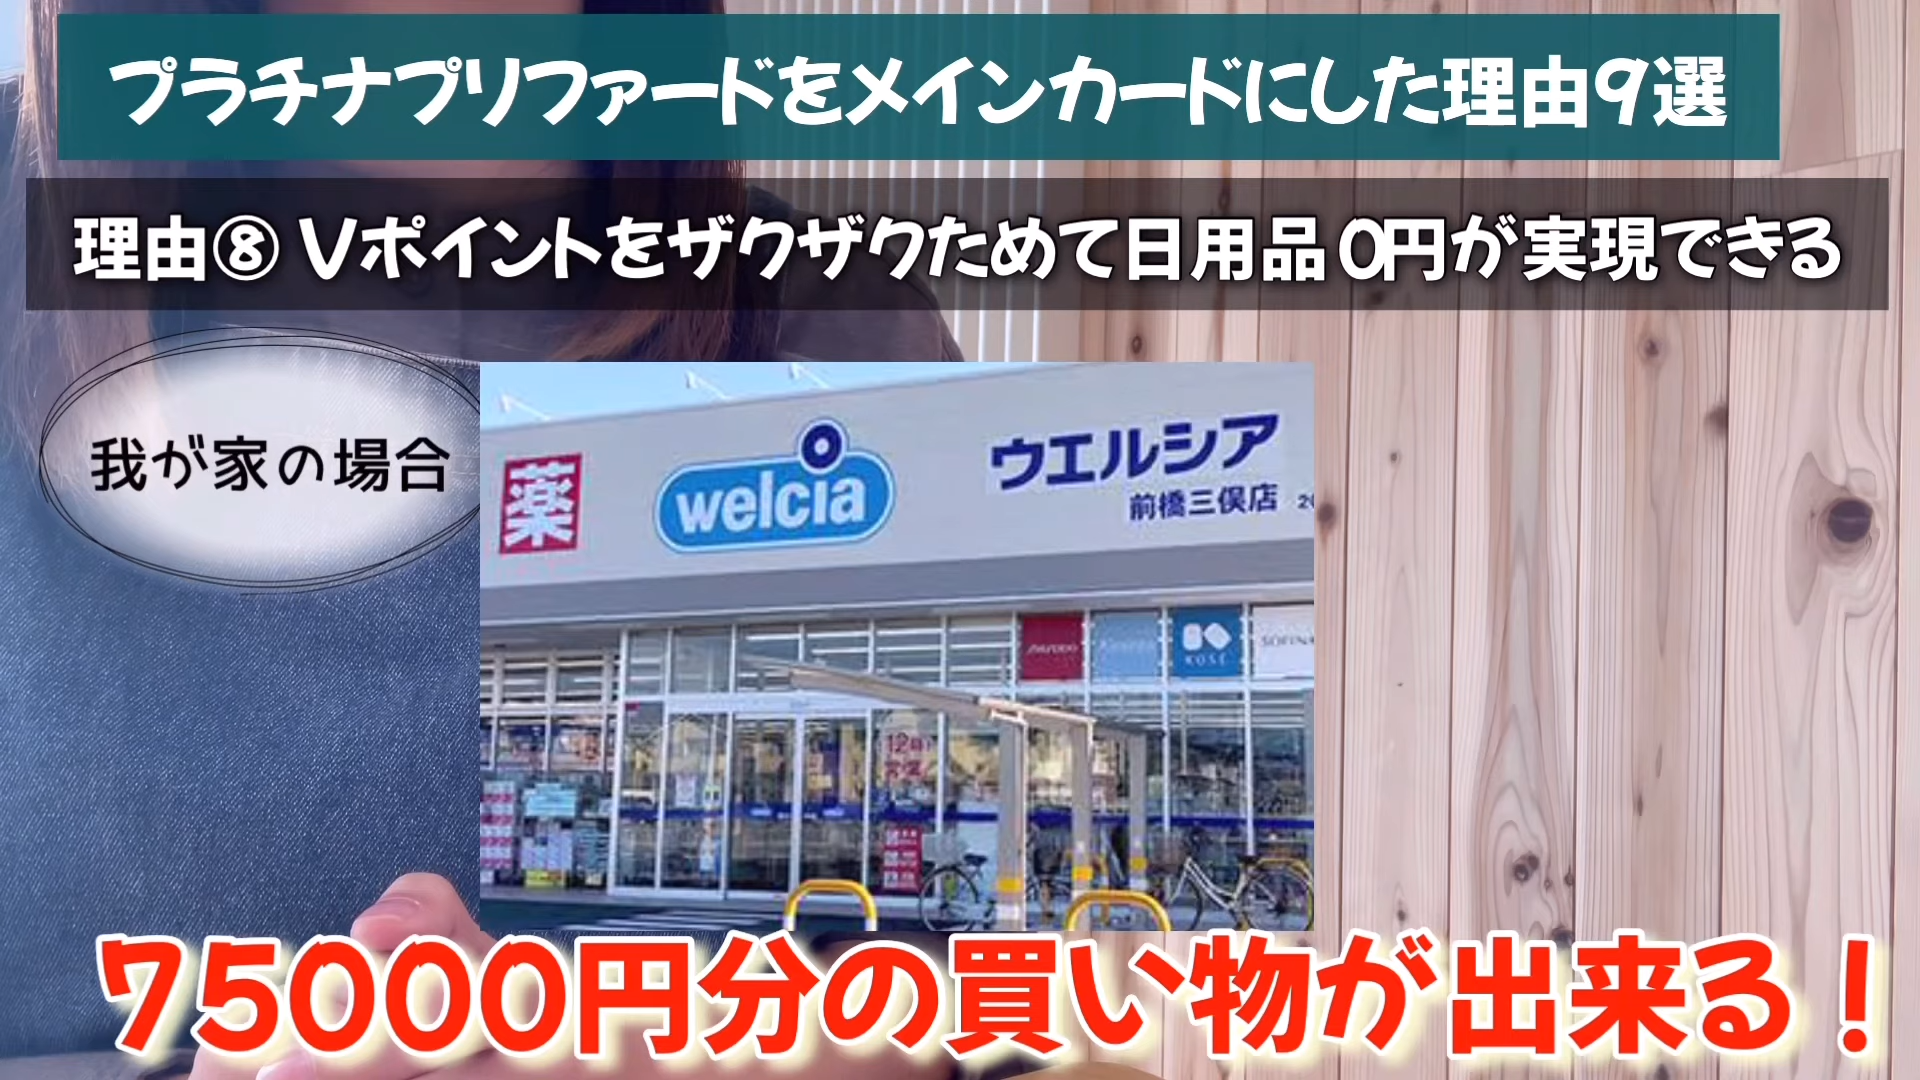 プラチナプリファードをメインカードにした理由9選
理由⑧ Vポイントをザクザクためて日用品0円が実現できる
我が家の場合
薬
welcia
ウエルシア
前橋三俣店
SHISEIDO
KOSÉ
75000円分の買い物が出来る！